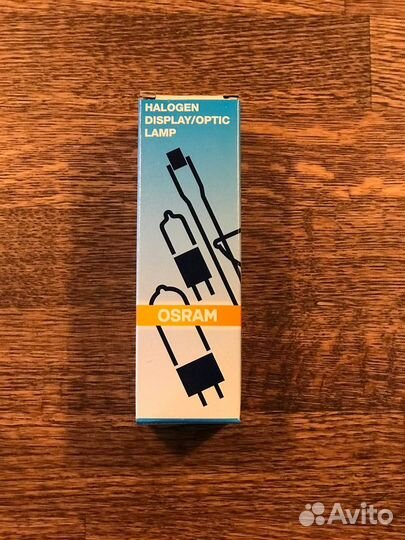 HALOGEN
DISPLAY/OPTIC
LAMP
OSRAM
Avito